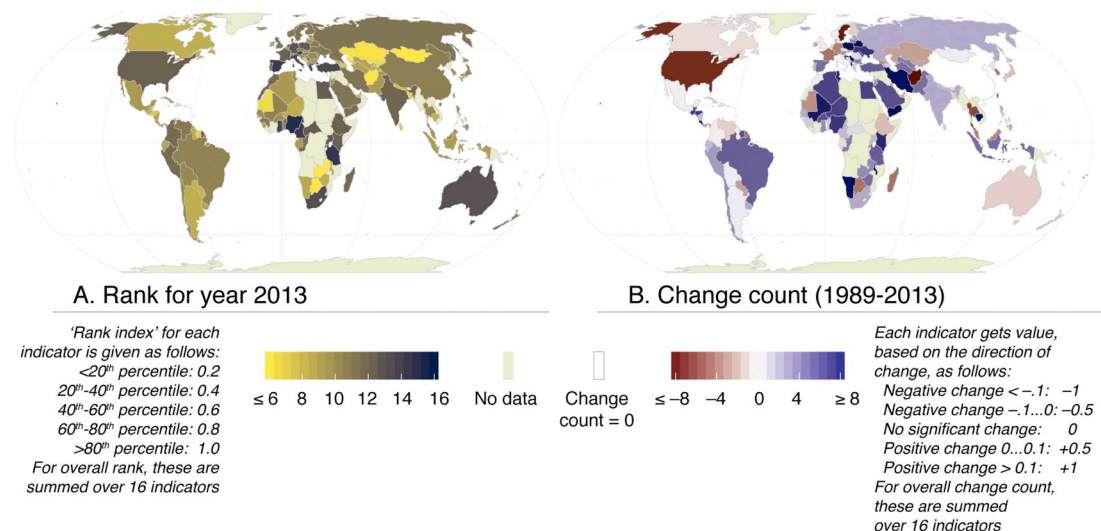 A. Rank for year 2013
‘Rank index’ for each
indicator is given as follows:
<20th percentile: 0.2
20th-40th percentile: 0.4
40th-60th percentile: 0.6
60th-80th percentile: 0.8
>80th percentile: 1.0
For overall rank, these are
summed over 16 indicators
≤ 6 8 10 12 14 16
No data
Change
count = 0
B. Change count (1989-2013)
≤ −8 −4 0 4 ≥ 8
Each indicator gets value,
based on the direction of
change, as follows:
Negative change < −.1: −1
Negative change −.1...0: −0.5
No significant change: 0
Positive change 0...0.1: +0.5
Positive change > 0.1: +1
For overall change count,
these are summed
over 16 indicators